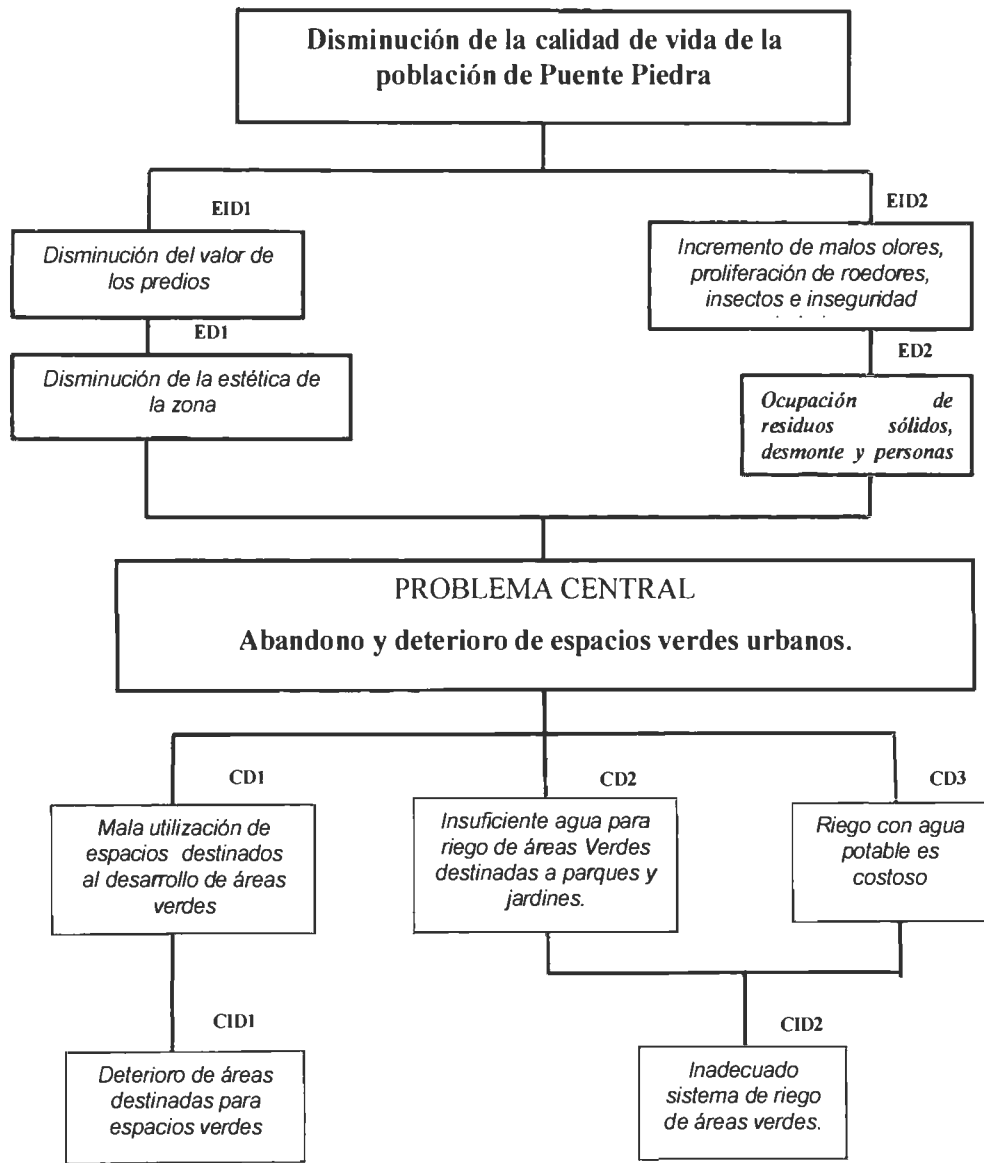 Disminución de la calidad de vida de la
población de Puente Piedra
EID1
Disminución del valor de
los predios
EID2
Incremento de malos olores,
proliferación de roedores,
insectos e inseguridad
ED1
Disminución de la estética de
la zona
ED2
Ocupación de
residuos sólidos,
desmonte y personas
PROBLEMA CENTRAL
Abandono y deterioro de espacios verdes urbanos.
CD1
Mala utilización de
espacios destinados
al desarrollo de áreas
verdes
CD2
Insuficiente agua para
riego de áreas Verdes
destinadas a parques y
jardines.
CD3
Riego con agua
potable es
costoso
CID1
Deterioro de áreas
destinadas para
espacios verdes
CID2
Inadecuado
sistema de riego
de áreas verdes.